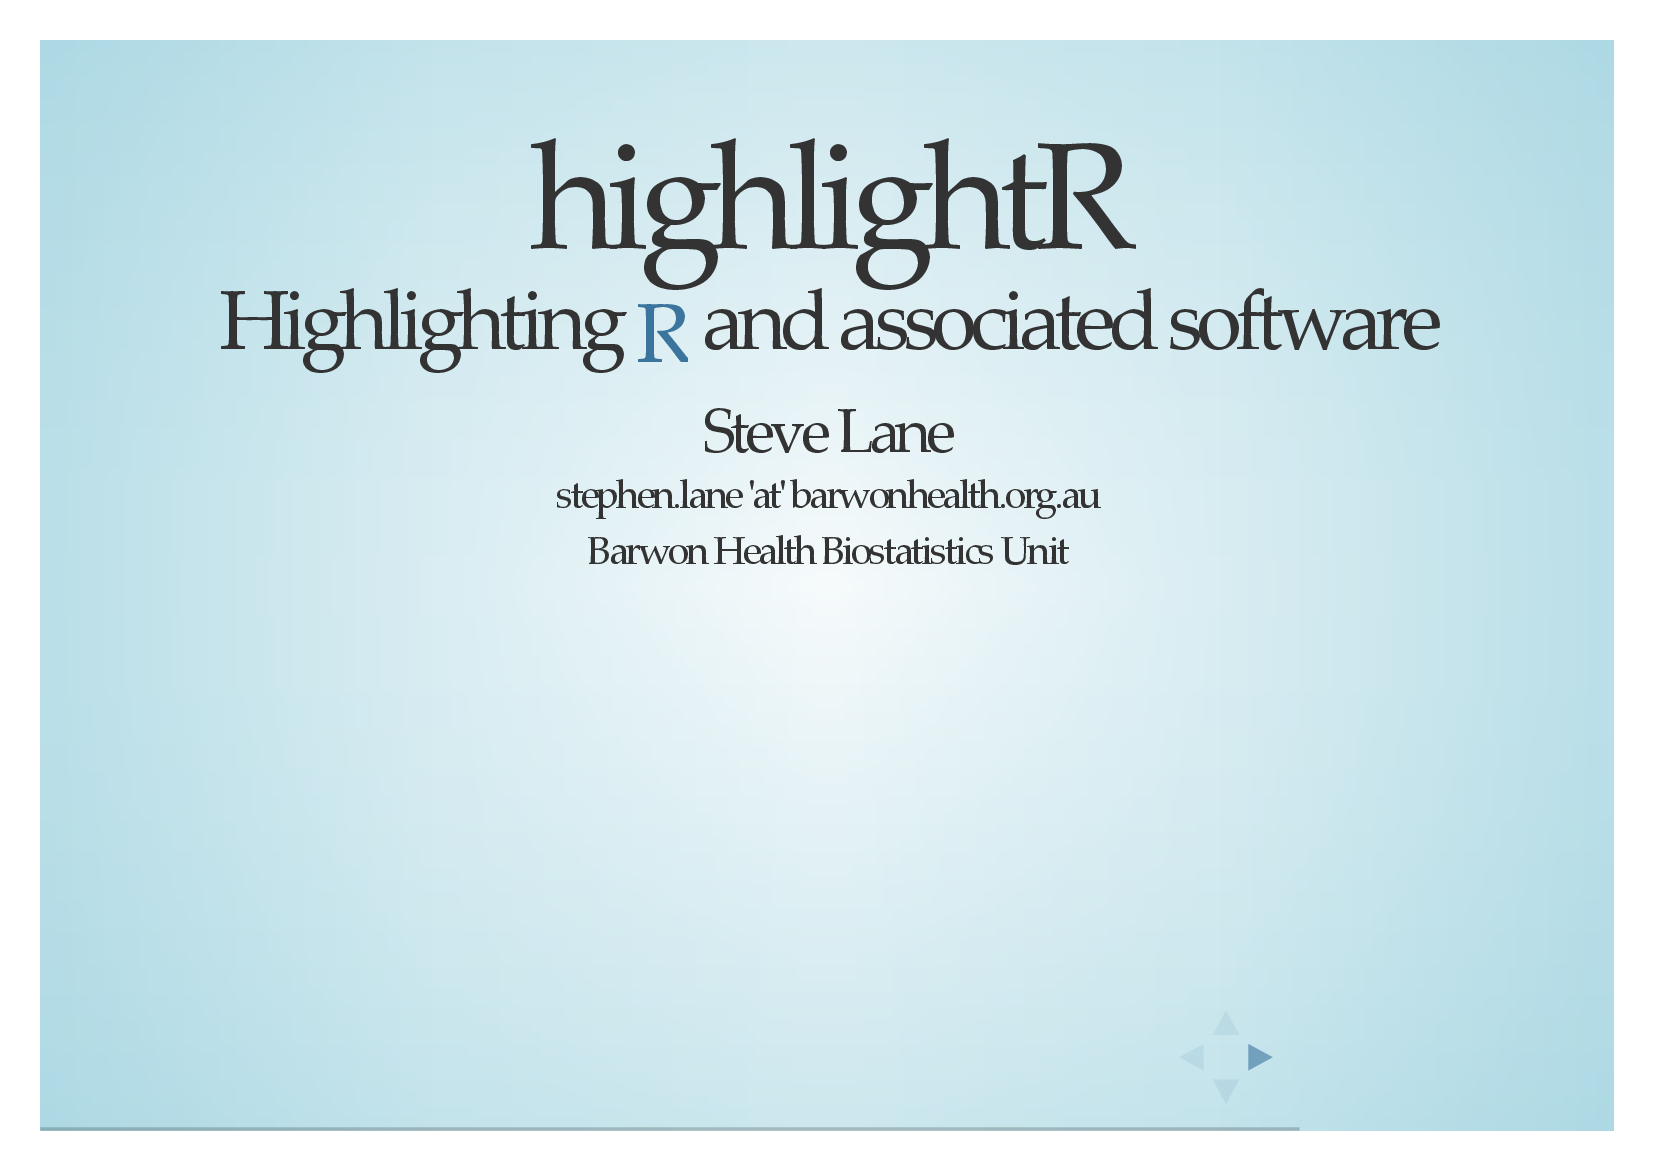 highlightR
Highlighting R and associated software
Steve Lane
stephen.lane 'at' barwonhealth.org.au
Barwon Health Biostatistics Unit